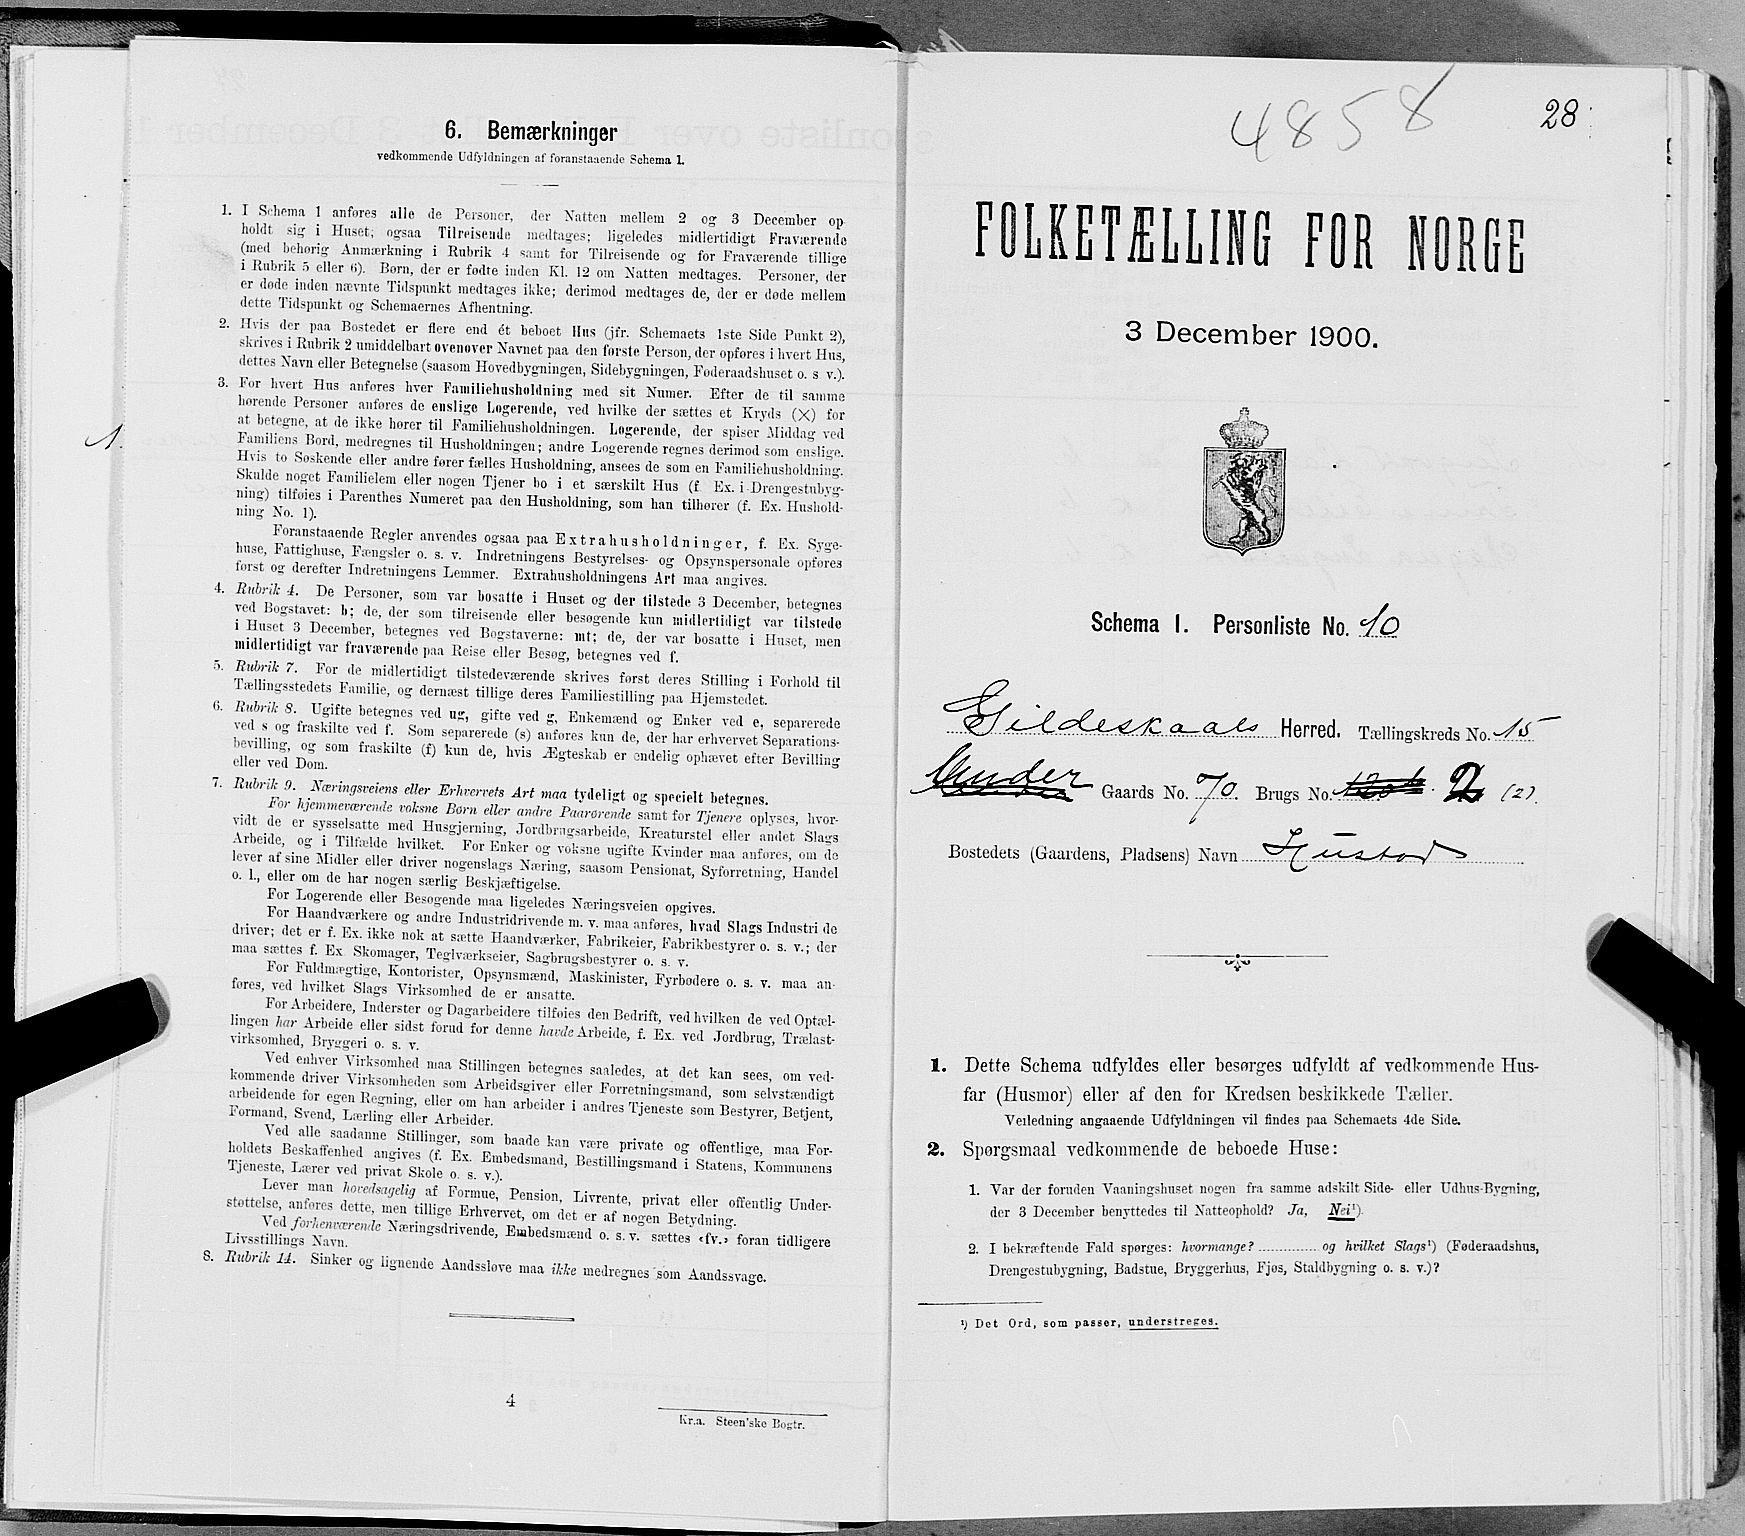 6. Bemærkninger
vedkommende Udfyldningen af foranstaaende Schema 1.
1. I Schema 1 anføres alle de Personer, der Natten mellem 2 og 3 December op-
holdt sig i Huset; ogsaa Tilreisende medtages; ligeledes midlertidigt Fraværende
(med behørig Anmærkning i Rubrik 4 samt for Tilreisende og for Fraværende tillige
i Rubrik 5 eller 6). Børn, der er fødte inden Kl. 12 om Natten medtages. Personer, der
er døde inden nævnte Tidspunkt medtages ikke; derimod medtages de, der er døde mellem
dette Tidspunkt og Schemaernes Afhentning.
2. Hvis der paa Bostedet er flere end ét beboet Hus (jfr. Schemaets 1ste Side Punkt 2),
skrives i Rubrik 2 umiddelbart ovenover Navnet paa den første Person, der opføres i hvert Hus,
dettes Navn eller Betegnelse (saasom Hovedbygningen, Sidebygningen, Føderaadshuset o. s v.).
3. For hvert Hus anføres hver Familiehusholdning med sit Numer. Efter de til samme
hørende Personer anføres de enslige Logerende, ved hvilke der sættes et Kryds (×) for
at betegne, at de ikke hører til Familiehusholdningen. Logerende, der spiser Middag ved
1.
Familiens Bord, medregnes til Husholdningen; andre Logerende regnes derimod som enslige.
Hvis to Søskende eller andre fører fælles Husholdning, ansees de som en Familiehusholdning.
Skulde noget Familielem eller nogen Tjener bo i et særskilt Hus (f. Ex. i Drengestubyg-
ning) tilføies i Parenthes Numeret paa den Husholdning, som han tilhører (f. Ex. Hushold-
ning No. 1).
Foranstaaende Regler anvendes ogsaa paa Extrahusholdninger, f. Ex. Syge-
huse, Fattighuse, Fængsler o. s. v. Indretningens Bestyrelses- og Opsynspersonale opføres
først og derefter Indretningens Lemmer. Extrahusholdningens Art maa angives.
4. Rubrik 4. De Personer, som var bosatte i Huset og der tilstede 3 December, betegnes
ved Bogstavet: b; de, der som tilreisende eller besøgende kun midlertidigt var tilstede
i Huset 3 December, betegnes ved Bogstaverne: mt; de, der var bosatte i Huset, men
midlertidigt var fraværende paa Reise eller Besøg, betegnes ved f.
5. Rubrik 7. For de midlertidigt tilstedeværende skrives først deres Stilling i Forhold til
Tællingsstedets Familie, og dernæst tillige deres Familiestilling paa Hjemstedet.
6. Rubrik 8. Ugifte betegnes ved ug, gifte ved g, Enkemænd og Enker ved e, separerede
ved s og fraskilte ved f. Som separerede (s) anføres kun de, der har erhvervet Separations-
bevilling, og som fraskilte (f) kun de, hvis Ægteskab er endelig ophævet efter Bevilling
eller ved Dom.
7. Rubrik 9. Næringsveiens eller Erhvervets Art maa tydeligt og specielt betegnes.
For hjemmeværende voksne Børn eller andre Paarørende samt for Tjenere oplyses, hvor-
vidt de er sysselsatte med Husgjerning, Jordbrugsarbeide, Kreaturstel eller andet Slags
Arbeide, og i Tilfælde hvilket. For Enker og voksne ugifte Kvinder maa anføres, om de
lever af sine Midler eller driver nogenslags Næring, saasom Pensionat, Syforretning, Handel
o. l., eller om de har nogen særlig Beskjæftigelse.
For Logerende eller Besøgende maa ligeledes Næringsveien opgives.
For Haandværkere og andre Industridrivende m. v. maa anføres, hvad Slags Industri de
driver; det er f. Ex. ikke nok at sætte Haandværker, Fabrikeier, Fabrikbestyrer o. s. v.; der
maa sættes f. Ex Skomager, Teglværkseier, Sagbrugsbestyrer o. s. v.
For Fuldmægtige, Kontorister, Opsynsmænd, Maskinister, Fyrbødere o. s. v. maa an-
føres, ved hvilket Slags Virksomhed de er ansatte.
For Arbeidere, Inderster og Dagarbeidere tilføies den Bedrift, ved hvilken de ved Optæl-
lingen har Arbeide eller sidst forud for denne havde Arbeide, f. Ex. ved Jordbrug, Trælast-
virksomhed, Bryggeri o. s. v.
Ved enhver Virksomhed maa Stillingen betegnes saaledes, at det kan sees, om ved-
kommende driver Virksomheden som Arbeidsgiver eller Forretningsmand, som selvstændigt
arbeidende for egen Regning, eller om han arbeider i andres Tjeneste som Bestyrer, Betjent,
Formand, Svend, Lærling eller Arbeider.
Ved alle saadanne Stillinger, som baade kan være private og offentlige, maa For-
holdets Beskaffenhed angives (f. Ex. Embedsmand, Bestillingsmand i Statens, Kommunens
Tjeneste, Lærer ved privat Skole o. s. v.).
Lever man hovedsagelig af Formue, Pension, Livrente, privat eller offentlig Under-
støttelse, anføres dette, men tillige Erhvervet, om det er af nogen Betydning.
Ved forhenværende Næringsdrivende, Embedsmænd o. s. v. sættes «fv.» foran tidligere
Livsstillings Navn.
8. Rubrik 14. Sinker og lignende Aandssløve maa ikke medregnes som Aandssvage.
4
Kr.a. Steen'ske Bogtr.
4858
28
FOLKETÆLLING FOR NORGE
3 December 1900.
Schema 1. Personliste No. 10
Gildeskaals Herred. Tællingskreds No. 15
Gaards No. 70. Brugs No. 2 (2).
Bostedets (Gaardens, Pladsens) Navn Hustad
1. Dette Schema udfyldes eller besørges udfyldt af vedkommende Hus-
far (Husmor) eller af den for Kredsen beskikkede Tæller.
Veiledning angaaende Udfyldningen vil findes paa Schemaets 4de Side.
2. Spørgsmaal vedkommende de beboede Huse:
1. Var der foruden Vaaningshuset nogen fra samme adskilt Side- eller Udhus-Bygning,
der 3 December benyttedes til Natteophold? Ja, Nei¹)
2. I bekræftende Fald spørges: hvormange? og hvilket Slags¹) (Føderaadshus,
Drengestubygning, Badstue, Bryggerhus, Fjøs, Staldbygning o. s. v.)?
¹) Det Ord, som passer, understreges.